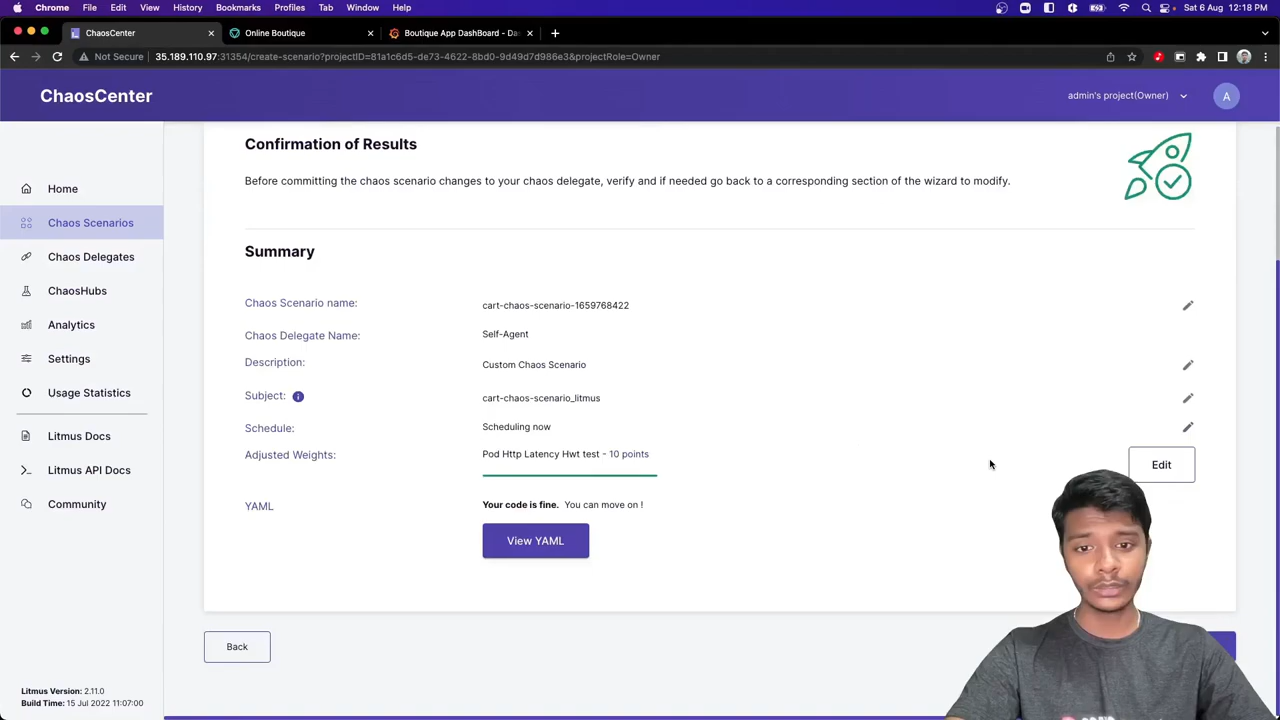 Chrome File Edit View History Bookmarks Profiles Tab Window Help Sat 6 Aug 12:18 PM
ChaosCenter Online Boutique Boutique App DashBoard - Da
Not Secure 35.189.110.97:31354/create-scenario?projectID=81a1c6d5-de73-4622-8bd0-9d49d7d986e3&projectRole=Owner
ChaosCenter
admin's project(Owner)
A
Home
Chaos Scenarios
Chaos Delegates
ChaosHubs
Analytics
Settings
Usage Statistics
Litmus Docs
Litmus API Docs
Community
Litmus Version: 2.11.0
Build Time: 15 Jul 2022 11:07:00
Confirmation of Results
Before committing the chaos scenario changes to your chaos delegate, verify and if needed go back to a corresponding section of the wizard to modify.
Summary
Chaos Scenario name: cart-chaos-scenario-1659768422
Chaos Delegate Name: Self-Agent
Description: Custom Chaos Scenario
Subject: cart-chaos-scenario_litmus
Schedule: Scheduling now
Adjusted Weights: Pod Http Latency Hwt test - 10 points
Edit
YAML Your code is fine. You can move on !
View YAML
Back